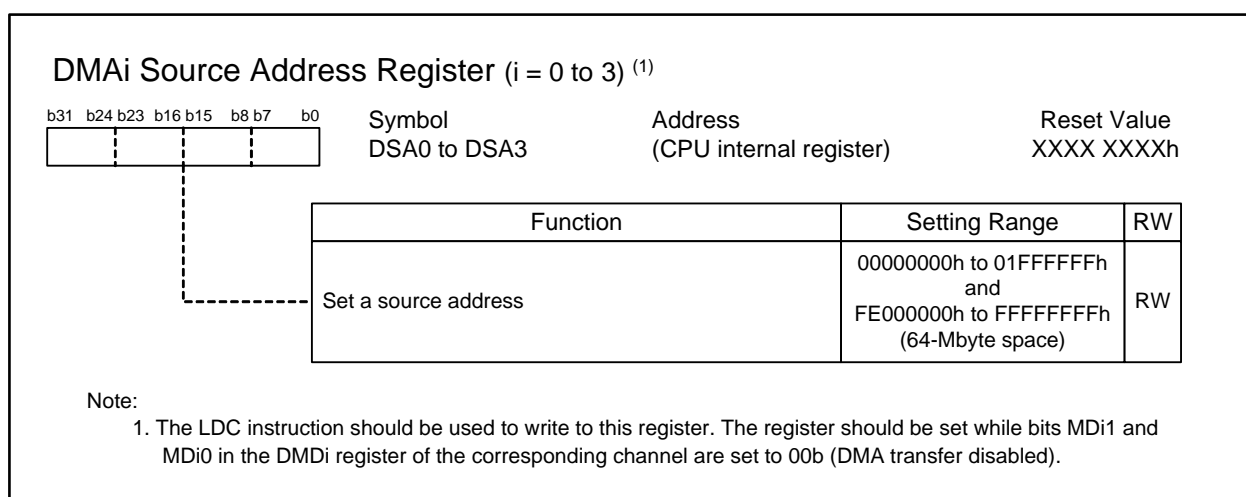 DMAi Source Address Register (i = 0 to 3) (1)
b31 b24 b23 b16 b15 b8 b7 b0
Symbol Address Reset Value
DSA0 to DSA3 (CPU internal register) XXXX XXXXh
Function Setting Range RW
Set a source address
00000000h to 01FFFFFFh
and
FE000000h to FFFFFFFFh
(64-Mbyte space)
RW
Note:
1. The LDC instruction should be used to write to this register. The register should be set while bits MDi1 and
MDi0 in the DMDi register of the corresponding channel are set to 00b (DMA transfer disabled).